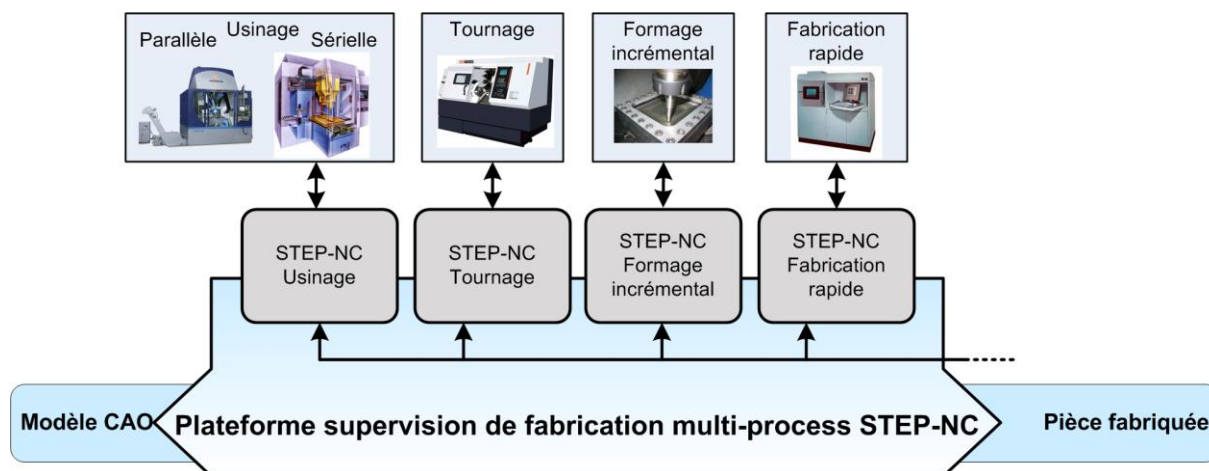 Usinage
Parallèle
Sérielle
Tournage
Formage
incrémental
Fabrication
rapide
STEP-NC
Usinage
STEP-NC
Tournage
STEP-NC
Formage
incrémental
STEP-NC
Fabrication
rapide
Modèle CAO
Plateforme supervision de fabrication multi-process STEP-NC
Pièce fabriquée